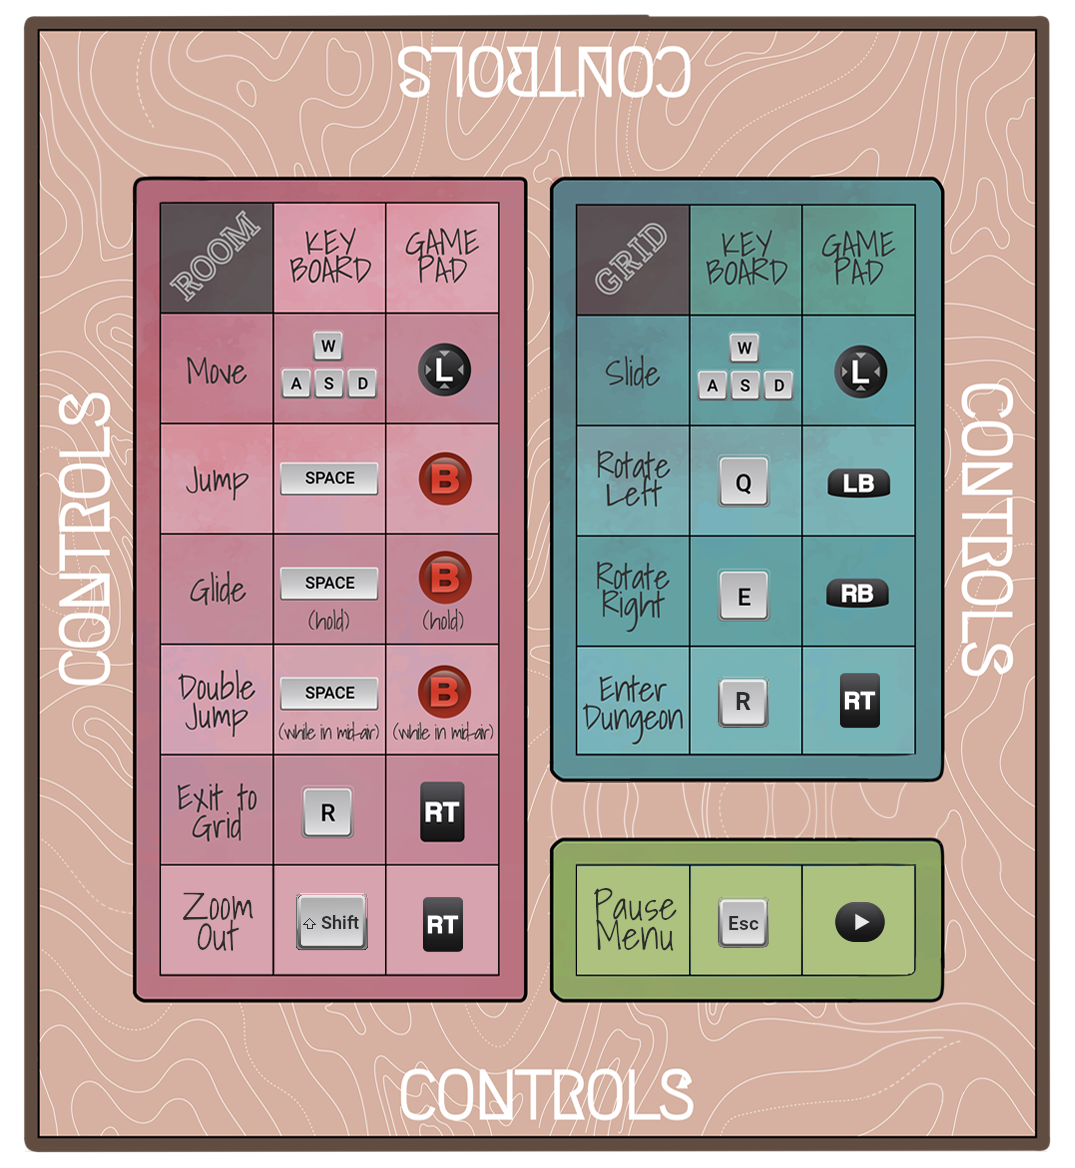 CONTROLS
CONTROLS
CONTROLS
ROOM
KEY
BOARD
GAME
PAD
Move
W
A S D
L
Jump
SPACE
B
Glide
SPACE
(hold)
B
(hold)
Double
Jump
SPACE
(while in mid-air)
B
(while in mid-air)
Exit to
Grid
R
RT
Zoom
Out
Shift
RT
GRID
KEY
BOARD
GAME
PAD
Slide
W
A S D
L
Rotate
Left
Q
LB
Rotate
Right
E
RB
Enter
Dungeon
R
RT
Pause
Menu
Esc
CONTROLS